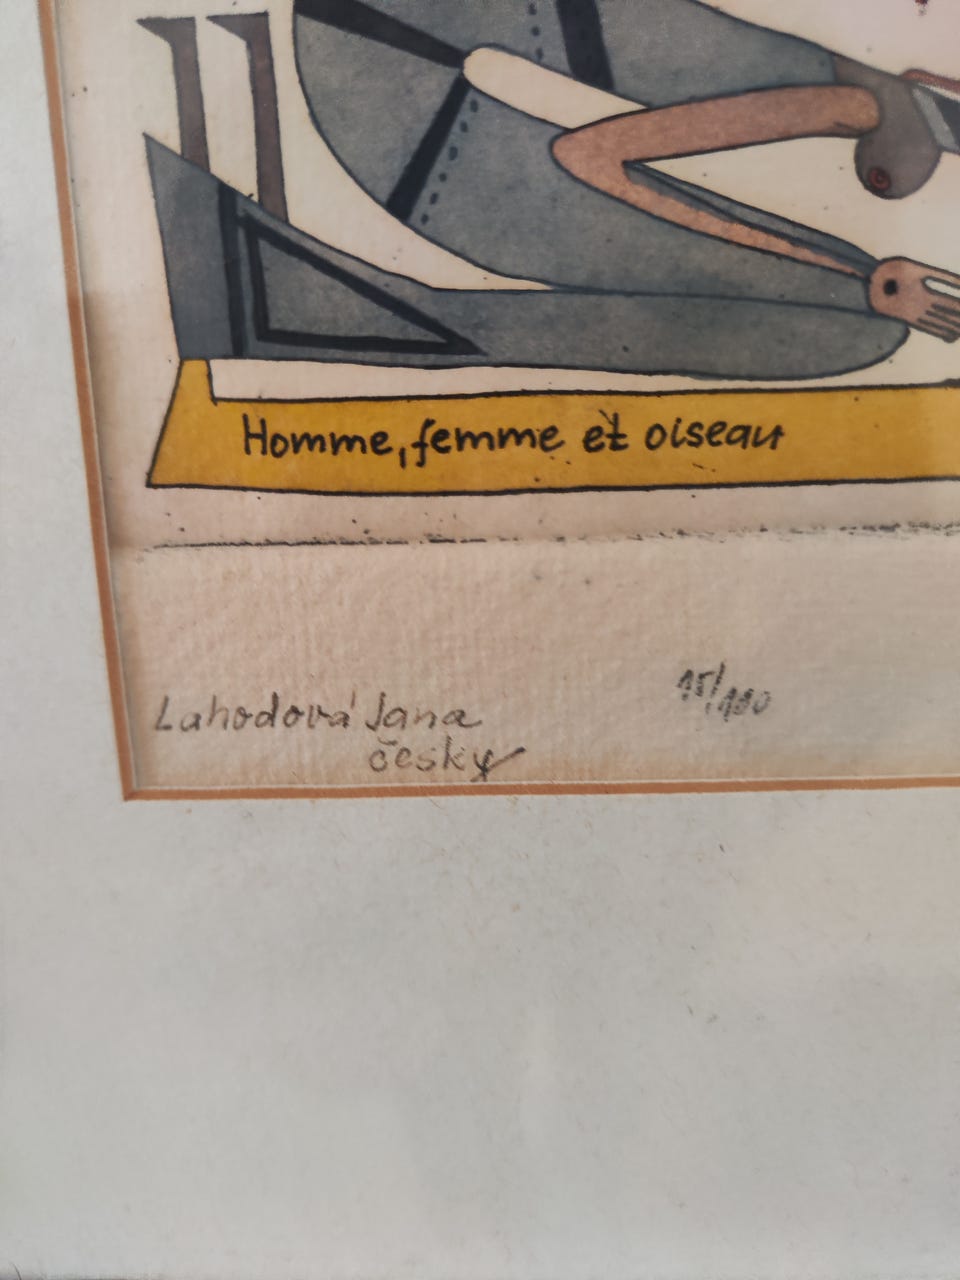 Homme, femme et oiseau
15/100
Lahodová Jana
česky